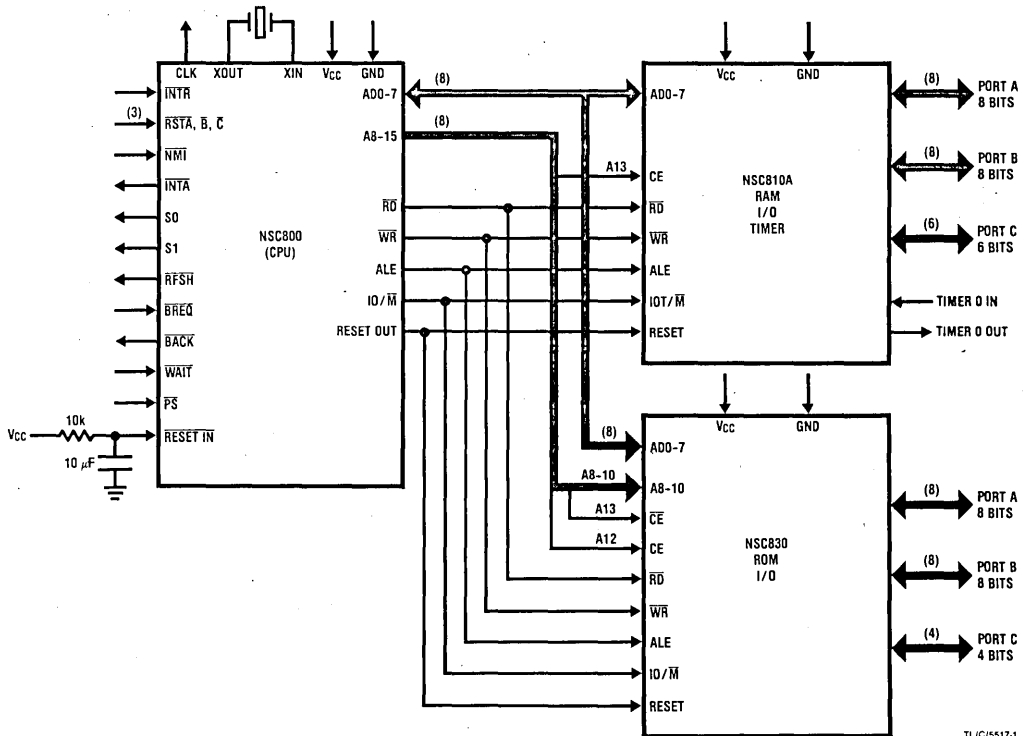 CLK
XOUT
XIN
VCC
GND
INTR
(3)
RSTA, B, C
NMI
INTA
S0
S1
RFSH
BREQ
BACK
WAIT
PS
RESET IN
VCC
10k
10 μF
NSC800
(CPU)
AD0-7
A8-15
RD
WR
ALE
IO/M
RESET OUT
(8)
(8)
VCC
GND
AD0-7
A13
CE
RD
WR
ALE
IOT/M
RESET
NSC810A
RAM
I/O
TIMER
(8)
PORT A
8 BITS
(8)
PORT B
8 BITS
(6)
PORT C
6 BITS
TIMER 0 IN
TIMER 0 OUT
VCC
GND
(8)
AD0-7
A8-10
A8-10
A13
CE
A12
CE
RD
WR
ALE
IO/M
RESET
NSC830
ROM
I/O
(8)
PORT A
8 BITS
(8)
PORT B
8 BITS
(4)
PORT C
4 BITS